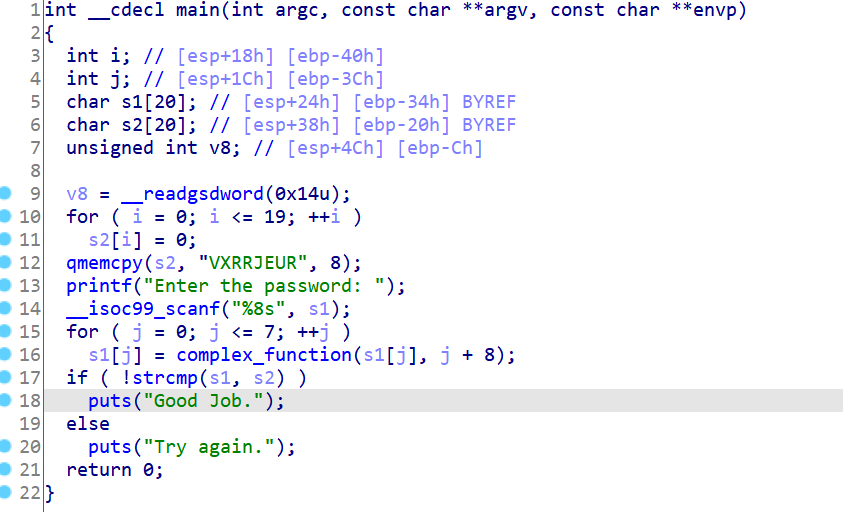 1 int __cdecl main(int argc, const char **argv, const char **envp)
2 {
3   int i; // [esp+18h] [ebp-40h]
4   int j; // [esp+1Ch] [ebp-3Ch]
5   char s1[20]; // [esp+24h] [ebp-34h] BYREF
6   char s2[20]; // [esp+38h] [ebp-20h] BYREF
7   unsigned int v8; // [esp+4Ch] [ebp-Ch]
8
9   v8 = __readgsdword(0x14u);
10   for ( i = 0; i <= 19; ++i )
11     s2[i] = 0;
12   qmemcpy(s2, "VXRRJEUR", 8);
13   printf("Enter the password: ");
14   __isoc99_scanf("%8s", s1);
15   for ( j = 0; j <= 7; ++j )
16     s1[j] = complex_function(s1[j], j + 8);
17   if ( !strcmp(s1, s2) )
18     puts("Good Job.");
19   else
20     puts("Try again.");
21   return 0;
22 }